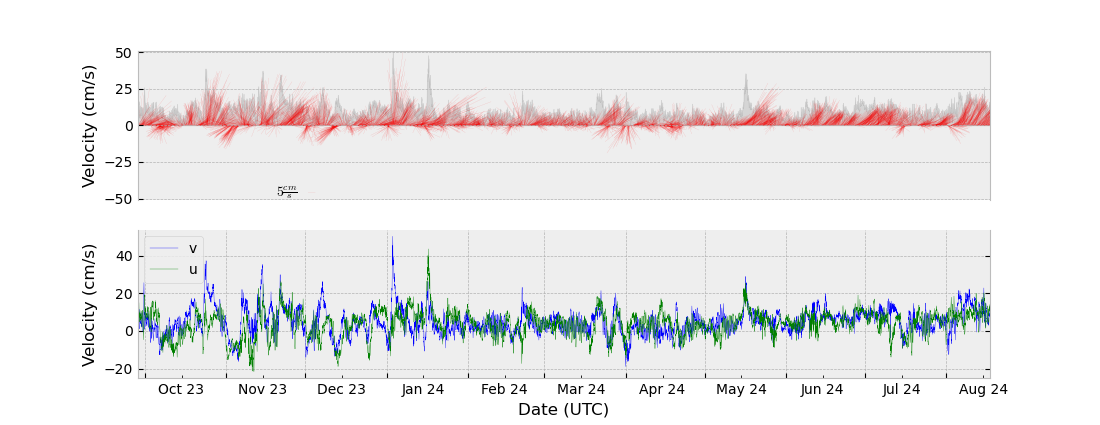 50
25
0
−25
−50
Velocity (cm/s)
5 cm/s
v
u
40
20
0
−20
Velocity (cm/s)
Oct 23 Nov 23 Dec 23 Jan 24 Feb 24 Mar 24 Apr 24 May 24 Jun 24 Jul 24 Aug 24
Date (UTC)